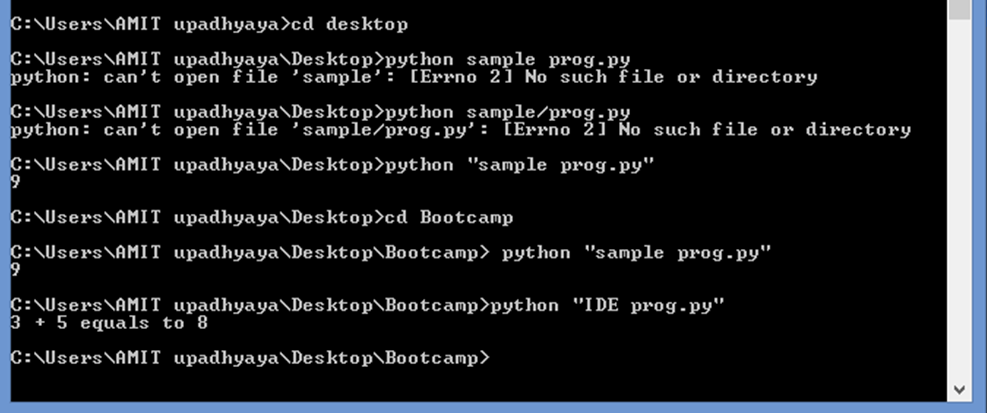 C:\Users\AMIT upadhyaya>cd desktop
C:\Users\AMIT upadhyaya\Desktop>python sample prog.py
python: can't open file 'sample': [Errno 2] No such file or directory
C:\Users\AMIT upadhyaya\Desktop>python sample/prog.py
python: can't open file 'sample/prog.py': [Errno 2] No such file or directory
C:\Users\AMIT upadhyaya\Desktop>python "sample prog.py"
9
C:\Users\AMIT upadhyaya\Desktop>cd Bootcamp
C:\Users\AMIT upadhyaya\Desktop\Bootcamp> python "sample prog.py"
9
C:\Users\AMIT upadhyaya\Desktop\Bootcamp>python "IDE prog.py"
3 + 5 equals to 8
C:\Users\AMIT upadhyaya\Desktop\Bootcamp>